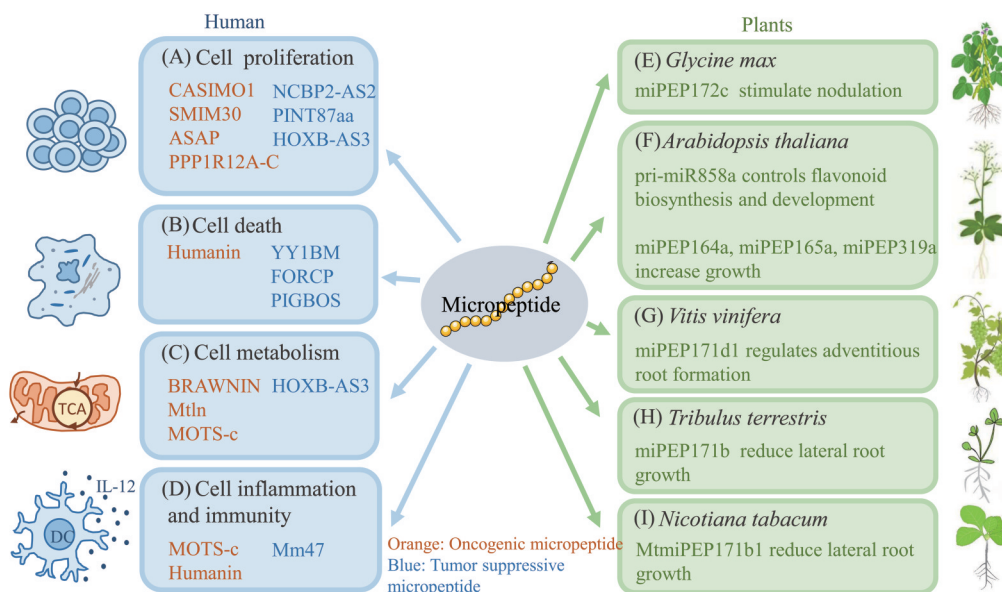 Human
(A) Cell proliferation
CASIMO1 NCBP2-AS2
SMIM30 PINT87aa
ASAP HOXB-AS3
PPP1R12A-C
(B) Cell death
Humanin YY1BM
FORCP
PIGBOS
(C) Cell metabolism
TCA
BRAWNIN HOXB-AS3
Mtln
MOTS-c
(D) Cell inflammation
and immunity
IL-12
DC
MOTS-c Mm47
Humanin
Micropeptide
Orange: Oncogenic micropeptide
Blue: Tumor suppressive
micropeptide
Plants
(E) Glycine max
miPEP172c stimulate nodulation
(F) Arabidopsis thaliana
pri-miR858a controls flavonoid
biosynthesis and development
miPEP164a, miPEP165a, miPEP319a
increase growth
(G) Vitis vinifera
miPEP171d1 regulates adventitious
root formation
(H) Tribulus terrestris
miPEP171b reduce lateral root
growth
(I) Nicotiana tabacum
MtmiPEP171b1 reduce lateral root
growth